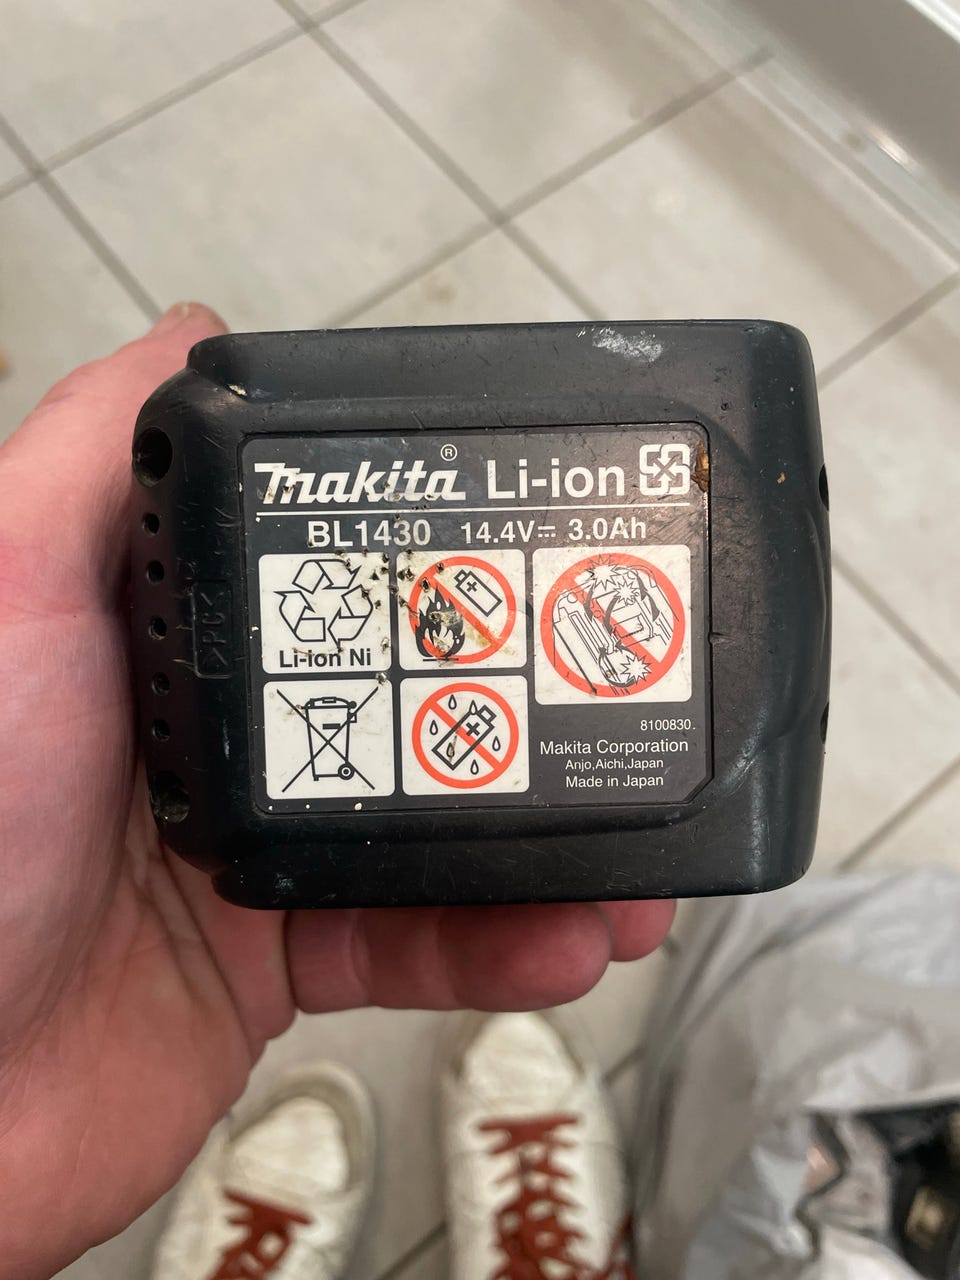 makita® Li-ion
BL1430 14.4V⎓ 3.0Ah
Li-ion Ni
>PC<
8100830.
Makita Corporation
Anjo,Aichi,Japan
Made in Japan